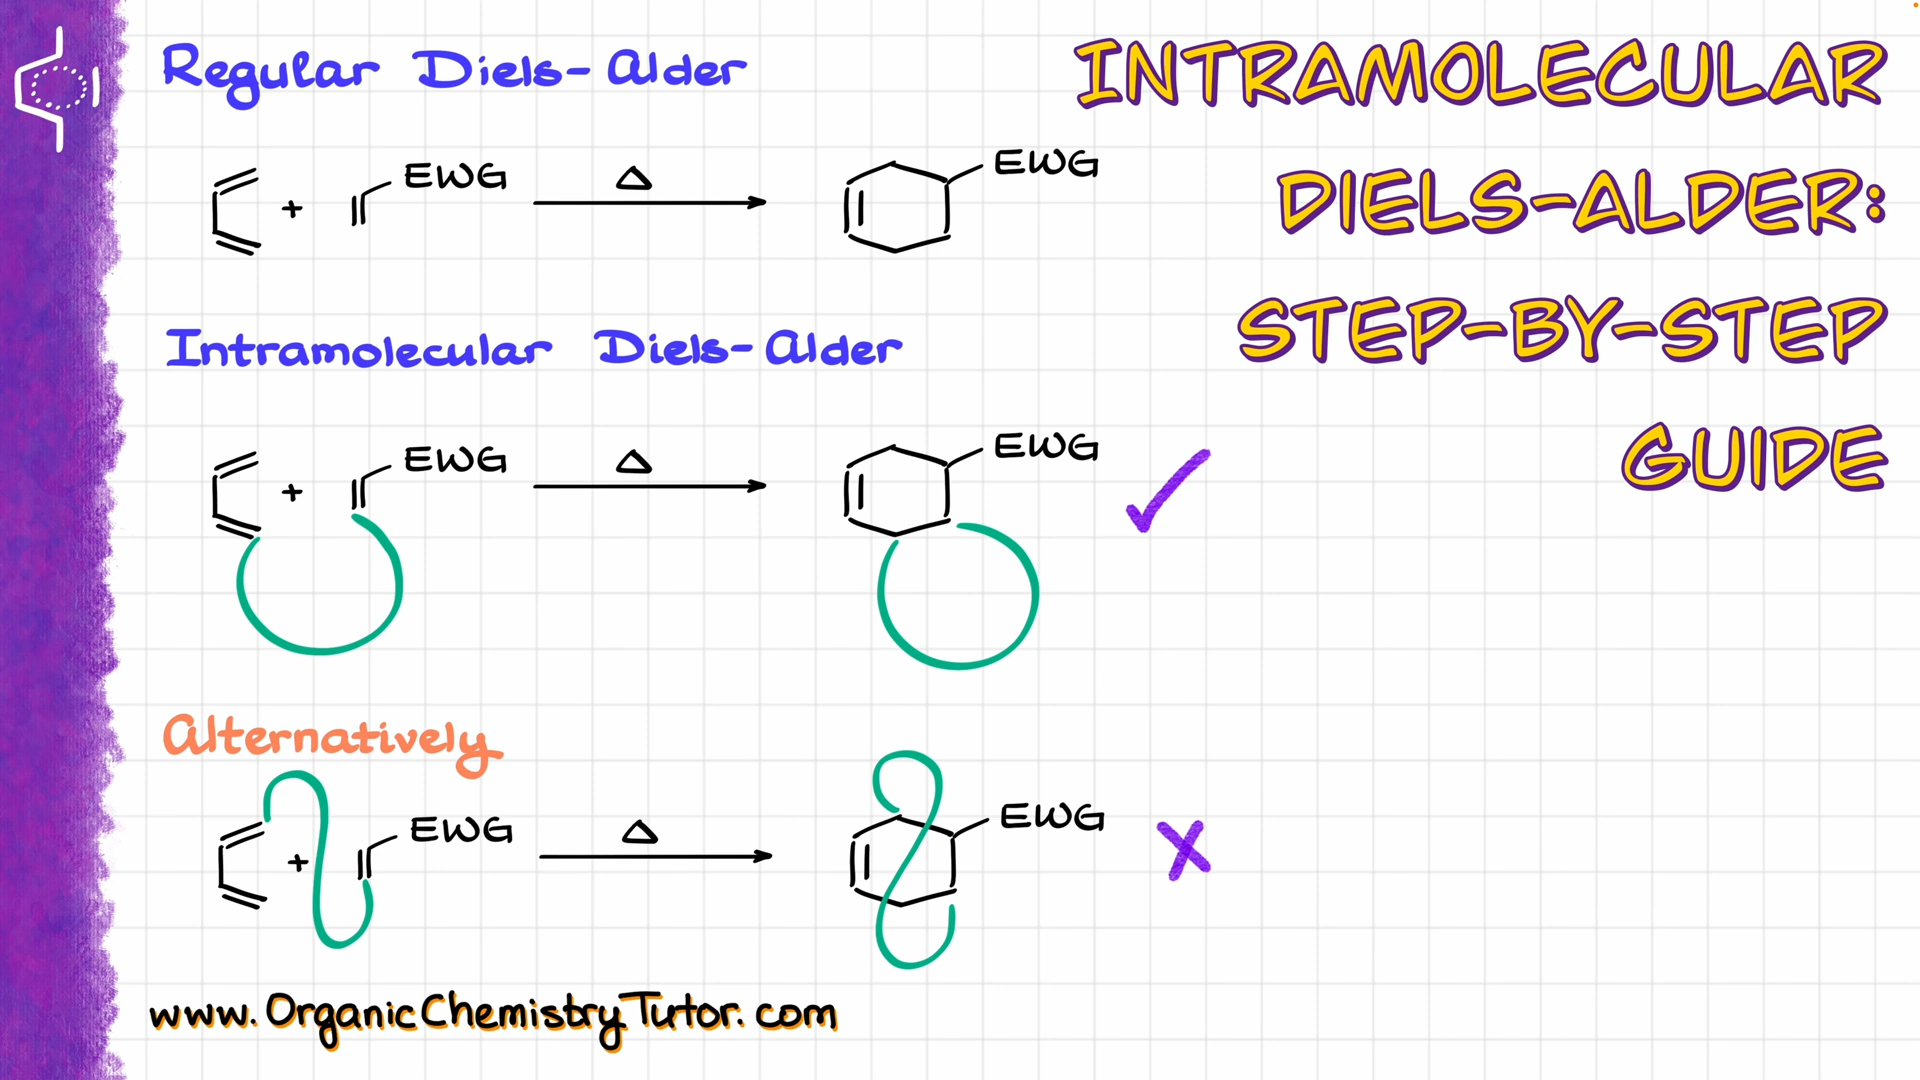 Regular Diels-Alder
INTRAMOLECULAR
DIELS-ALDER:
STEP-BY-STEP
GUIDE
+ EWG Δ EWG
Intramolecular Diels-Alder
+ EWG Δ EWG
Alternatively
+ EWG Δ EWG
www.OrganicChemistryTutor.com